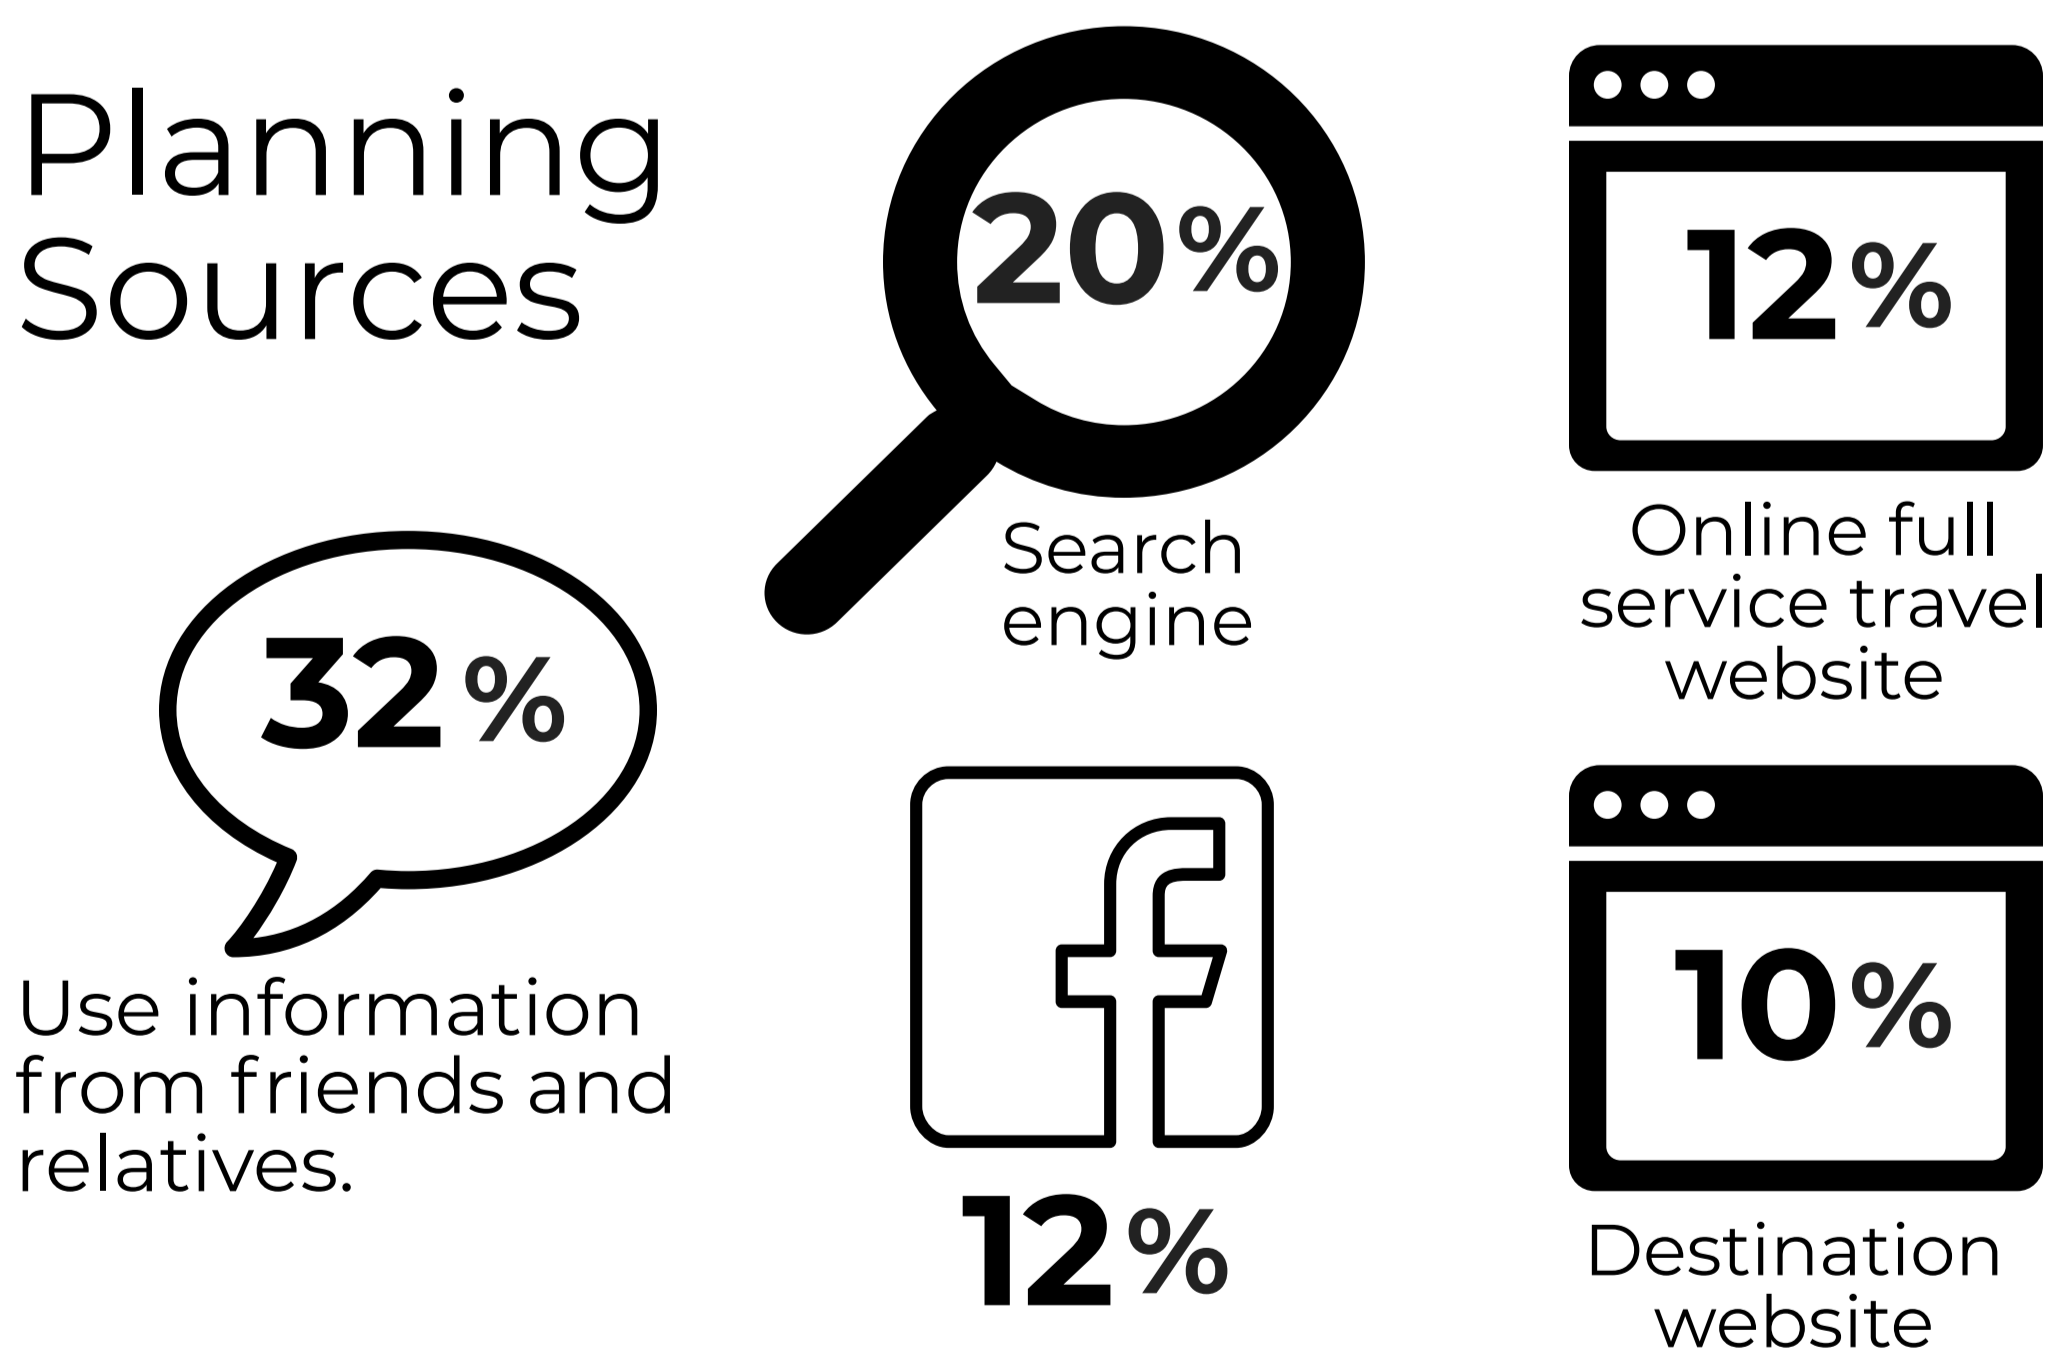 Planning
Sources
32%
Use information
from friends and
relatives.
20%
Search
engine
f
12%
12%
Online full
service travel
website
10%
Destination
website